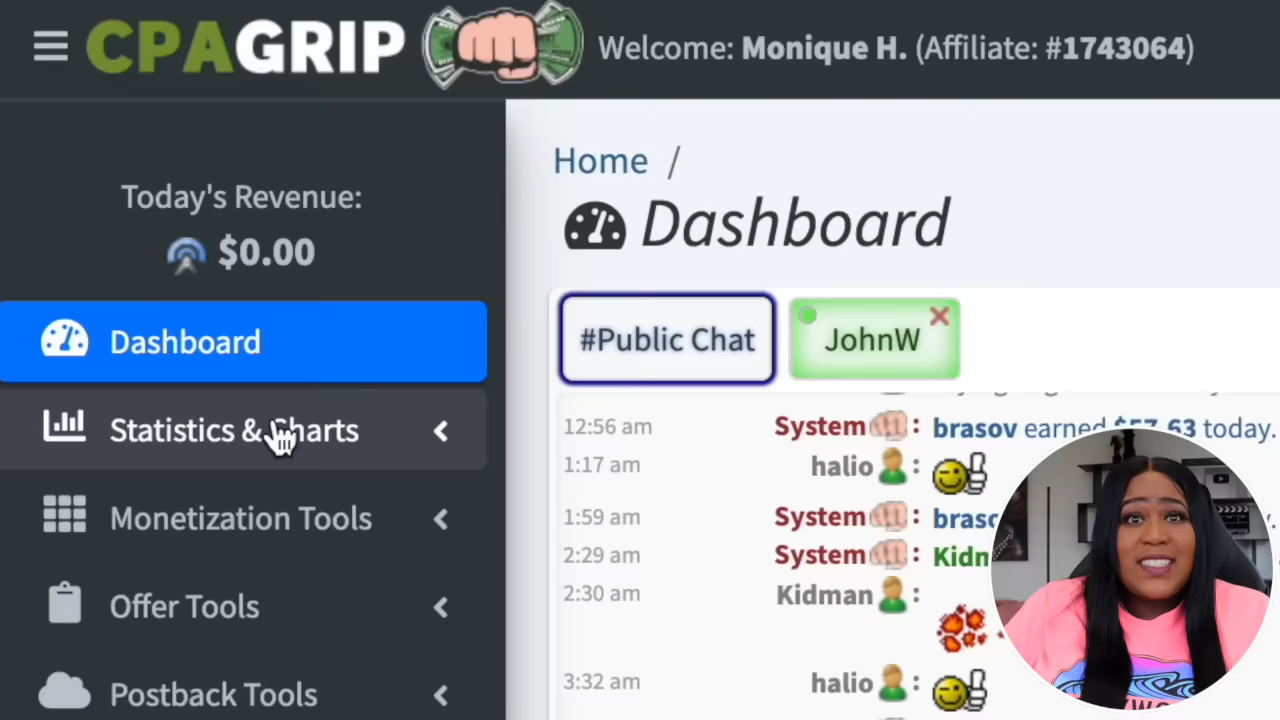 CPAGRIP Welcome: Monique H. (Affiliate: #1743064)
Today's Revenue:
$0.00
Dashboard
Statistics & Charts
Monetization Tools
Offer Tools
Postback Tools
Home /
Dashboard
#Public Chat JohnW
12:56 am System: brasov earned $57.63 today.
1:17 am halio:
1:59 am System:
2:29 am System:
2:30 am Kidman:
3:32 am halio: